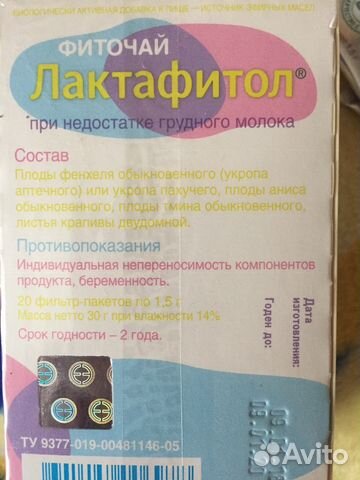 БИОЛОГИЧЕСКИ АКТИВНАЯ ДОБАВКА К ПИЩЕ – ИСТОЧНИК ЭФИРНЫХ МАСЕЛ
ФИТОЧАЙ
Лактафитол®
при недостатке грудного молока
Состав
Плоды фенхеля обыкновенного (укропа
аптечного) или укропа пахучего, плоды аниса
обыкновенного, плоды тмина обыкновенного,
листья крапивы двудомной.
Противопоказания
Индивидуальная непереносимость компонентов
продукта, беременность.
20 фильтр-пакетов по 1,5 г
Масса нетто 30 г при влажности 14%
Срок годности – 2 года.
Дата
изготовления:
Годен до:
ТУ 9377-019-00481146-05
Avito